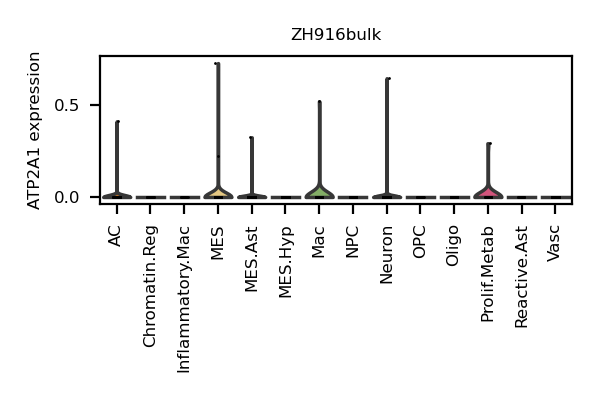 ZH916bulk
ATP2A1 expression
0.5
0.0
AC
Chromatin.Reg
Inflammatory.Mac
MES
MES.Ast
MES.Hyp
Mac
NPC
Neuron
OPC
Oligo
Prolif.Metab
Reactive.Ast
Vasc